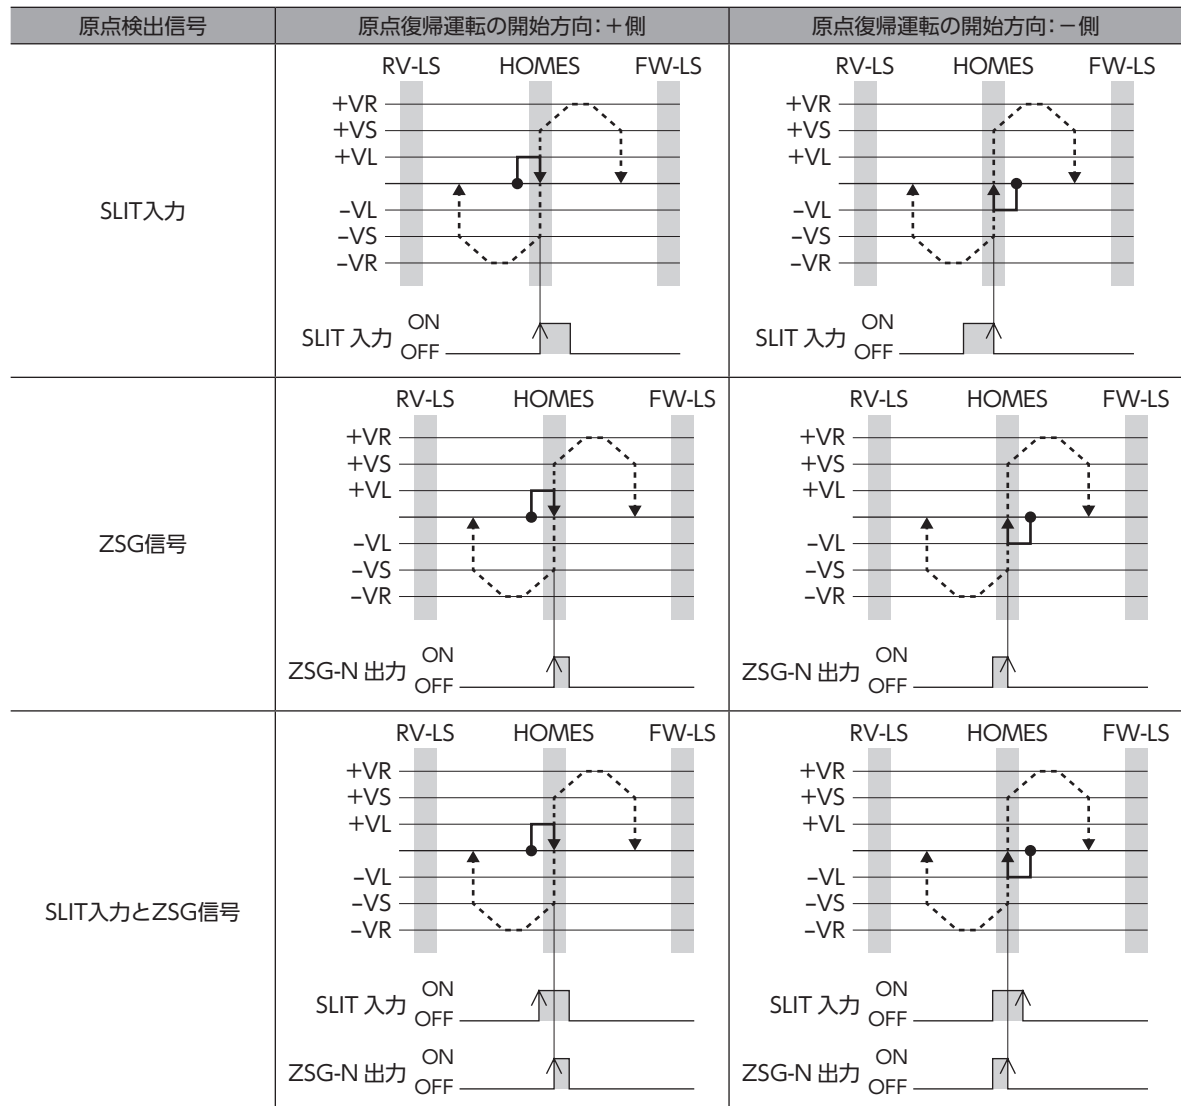 原点検出信号 原点復帰運転の開始方向：＋側 原点復帰運転の開始方向：－側
SLIT入力
RV-LS HOMES FW-LS
+VR
+VS
+VL
–VL
–VS
–VR
SLIT 入力 ON
OFF
RV-LS HOMES FW-LS
+VR
+VS
+VL
–VL
–VS
–VR
SLIT 入力 ON
OFF
ZSG信号
RV-LS HOMES FW-LS
+VR
+VS
+VL
–VL
–VS
–VR
ZSG-N 出力 ON
OFF
RV-LS HOMES FW-LS
+VR
+VS
+VL
–VL
–VS
–VR
ZSG-N 出力 ON
OFF
SLIT入力とZSG信号
RV-LS HOMES FW-LS
+VR
+VS
+VL
–VL
–VS
–VR
SLIT 入力 ON
OFF
ZSG-N 出力 ON
OFF
RV-LS HOMES FW-LS
+VR
+VS
+VL
–VL
–VS
–VR
SLIT 入力 ON
OFF
ZSG-N 出力 ON
OFF